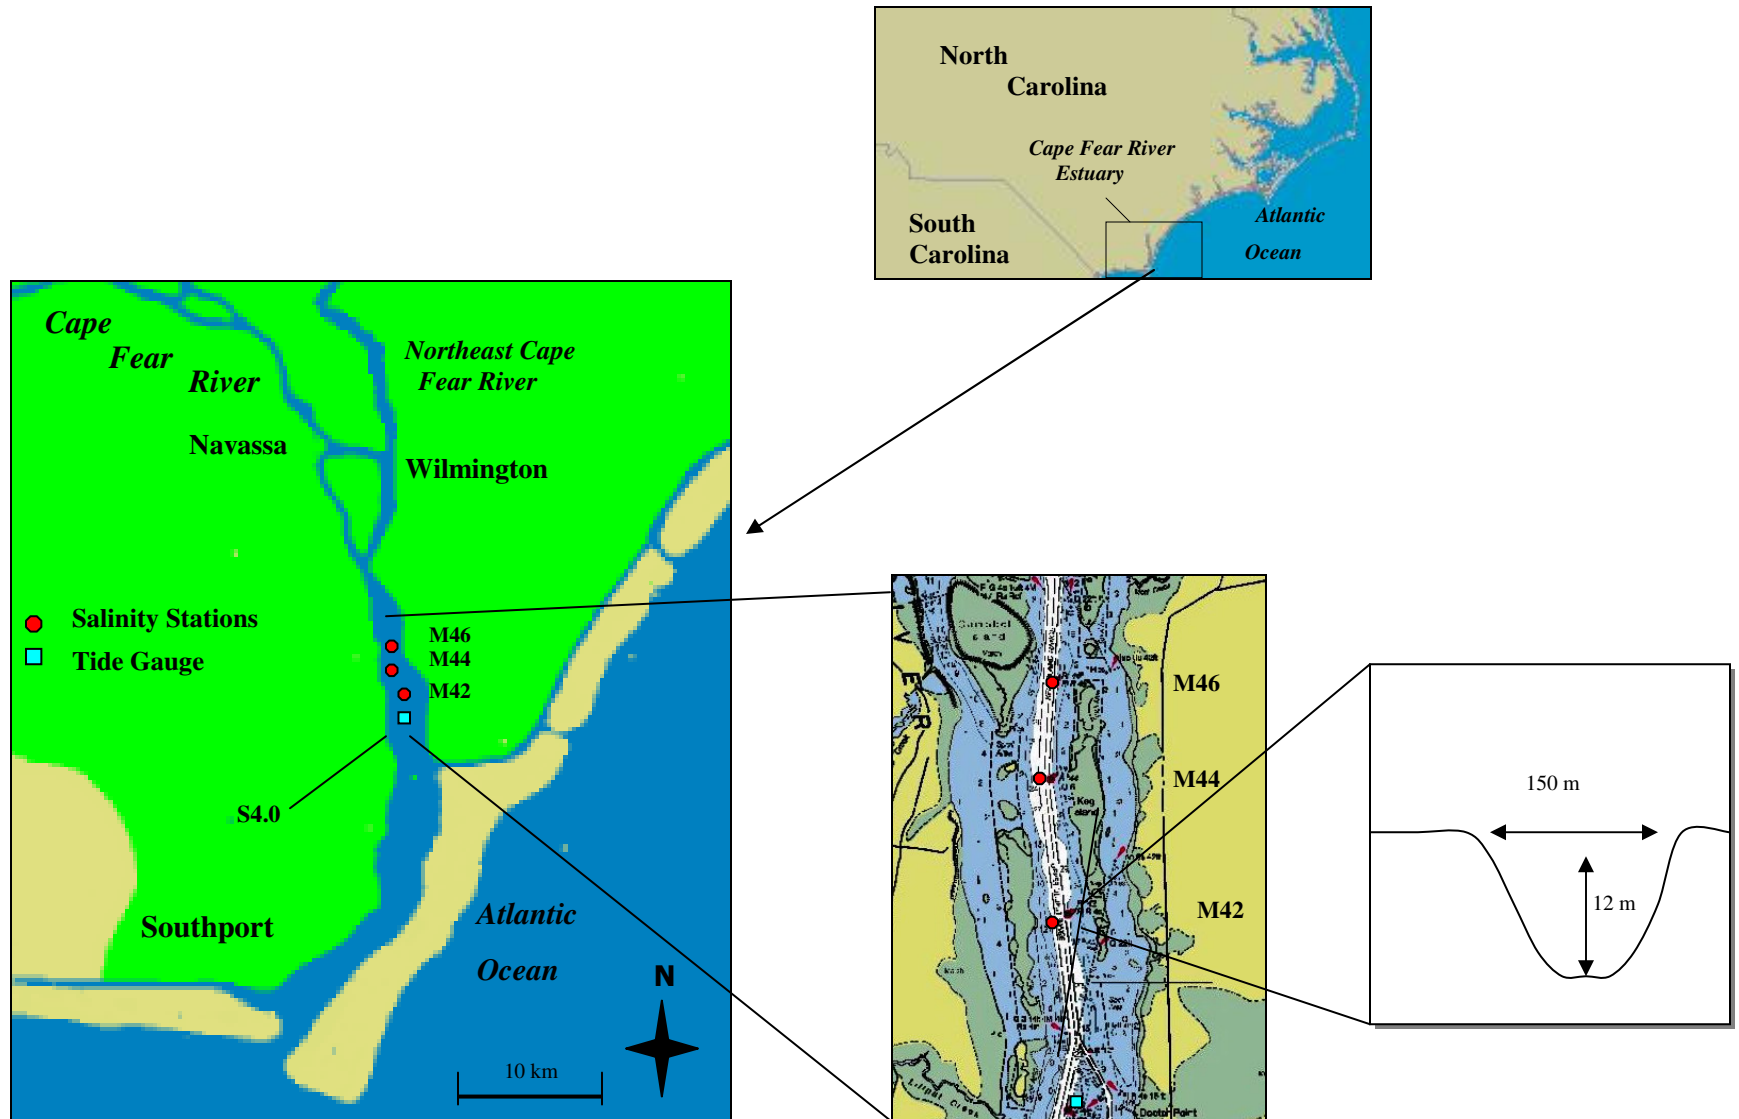 North
Carolina
Cape Fear River
Estuary
South
Carolina
Atlantic
Ocean
Cape
Fear
River
Northeast Cape
Fear River
Navassa
Wilmington
Salinity Stations
Tide Gauge
M46
M44
M42
S4.0
Southport
Atlantic
Ocean
N
10 km
M46
M44
M42
150 m
12 m